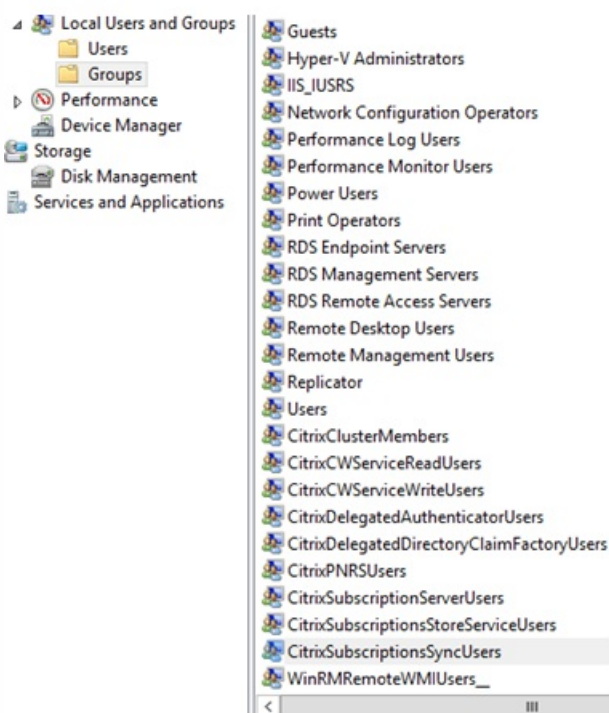 Local Users and Groups
Users
Groups
Performance
Device Manager
Storage
Disk Management
Services and Applications
Guests
Hyper-V Administrators
IIS_IUSRS
Network Configuration Operators
Performance Log Users
Performance Monitor Users
Power Users
Print Operators
RDS Endpoint Servers
RDS Management Servers
RDS Remote Access Servers
Remote Desktop Users
Remote Management Users
Replicator
Users
CitrixClusterMembers
CitrixCWServiceReadUsers
CitrixCWServiceWriteUsers
CitrixDelegatedAuthenticatorUsers
CitrixDelegatedDirectoryClaimFactoryUsers
CitrixPNRSUsers
CitrixSubscriptionServerUsers
CitrixSubscriptionsStoreServiceUsers
CitrixSubscriptionsSyncUsers
WinRMRemoteWMIUsers__